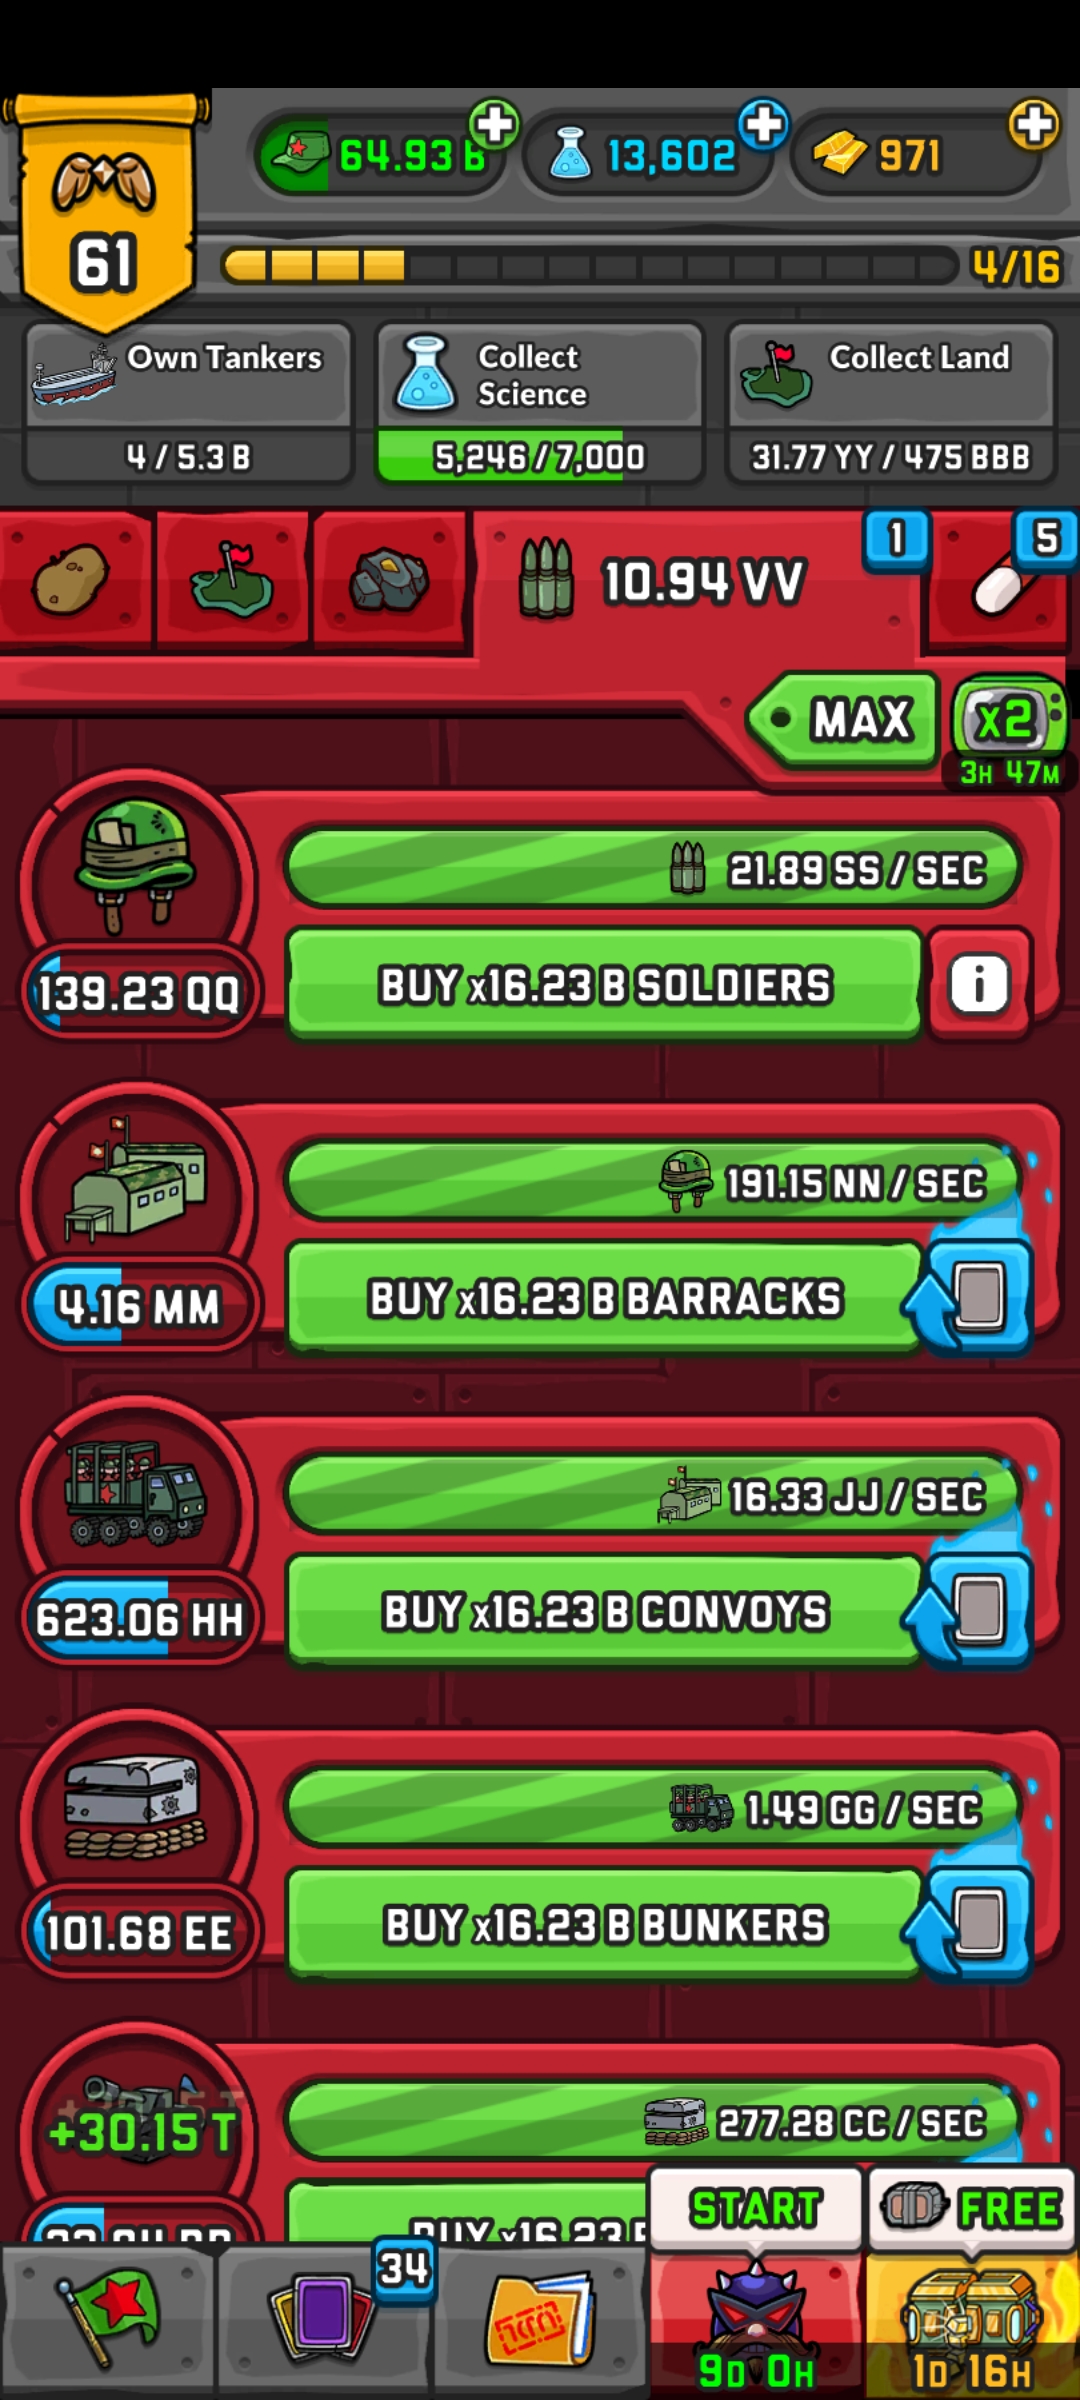 64.93 B
13,602
971
61
4/16
Own Tankers
4 / 5.3 B
Collect
Science
5,246 / 7,000
Collect Land
31.77 YY / 475 BBB
10.94 VV
1
5
MAX
x2
3H 47M
21.89 SS / SEC
139.23 QQ
BUY x16.23 B SOLDIERS
i
191.15 NN / SEC
4.16 MM
BUY x16.23 B BARRACKS
16.33 JJ / SEC
623.06 HH
BUY x16.23 B CONVOYS
1.49 GG / SEC
101.68 EE
BUY x16.23 B BUNKERS
+30.15 T
277.28 CC / SEC
BUY x16.23
START
FREE
34
9D 0H
1D 16H